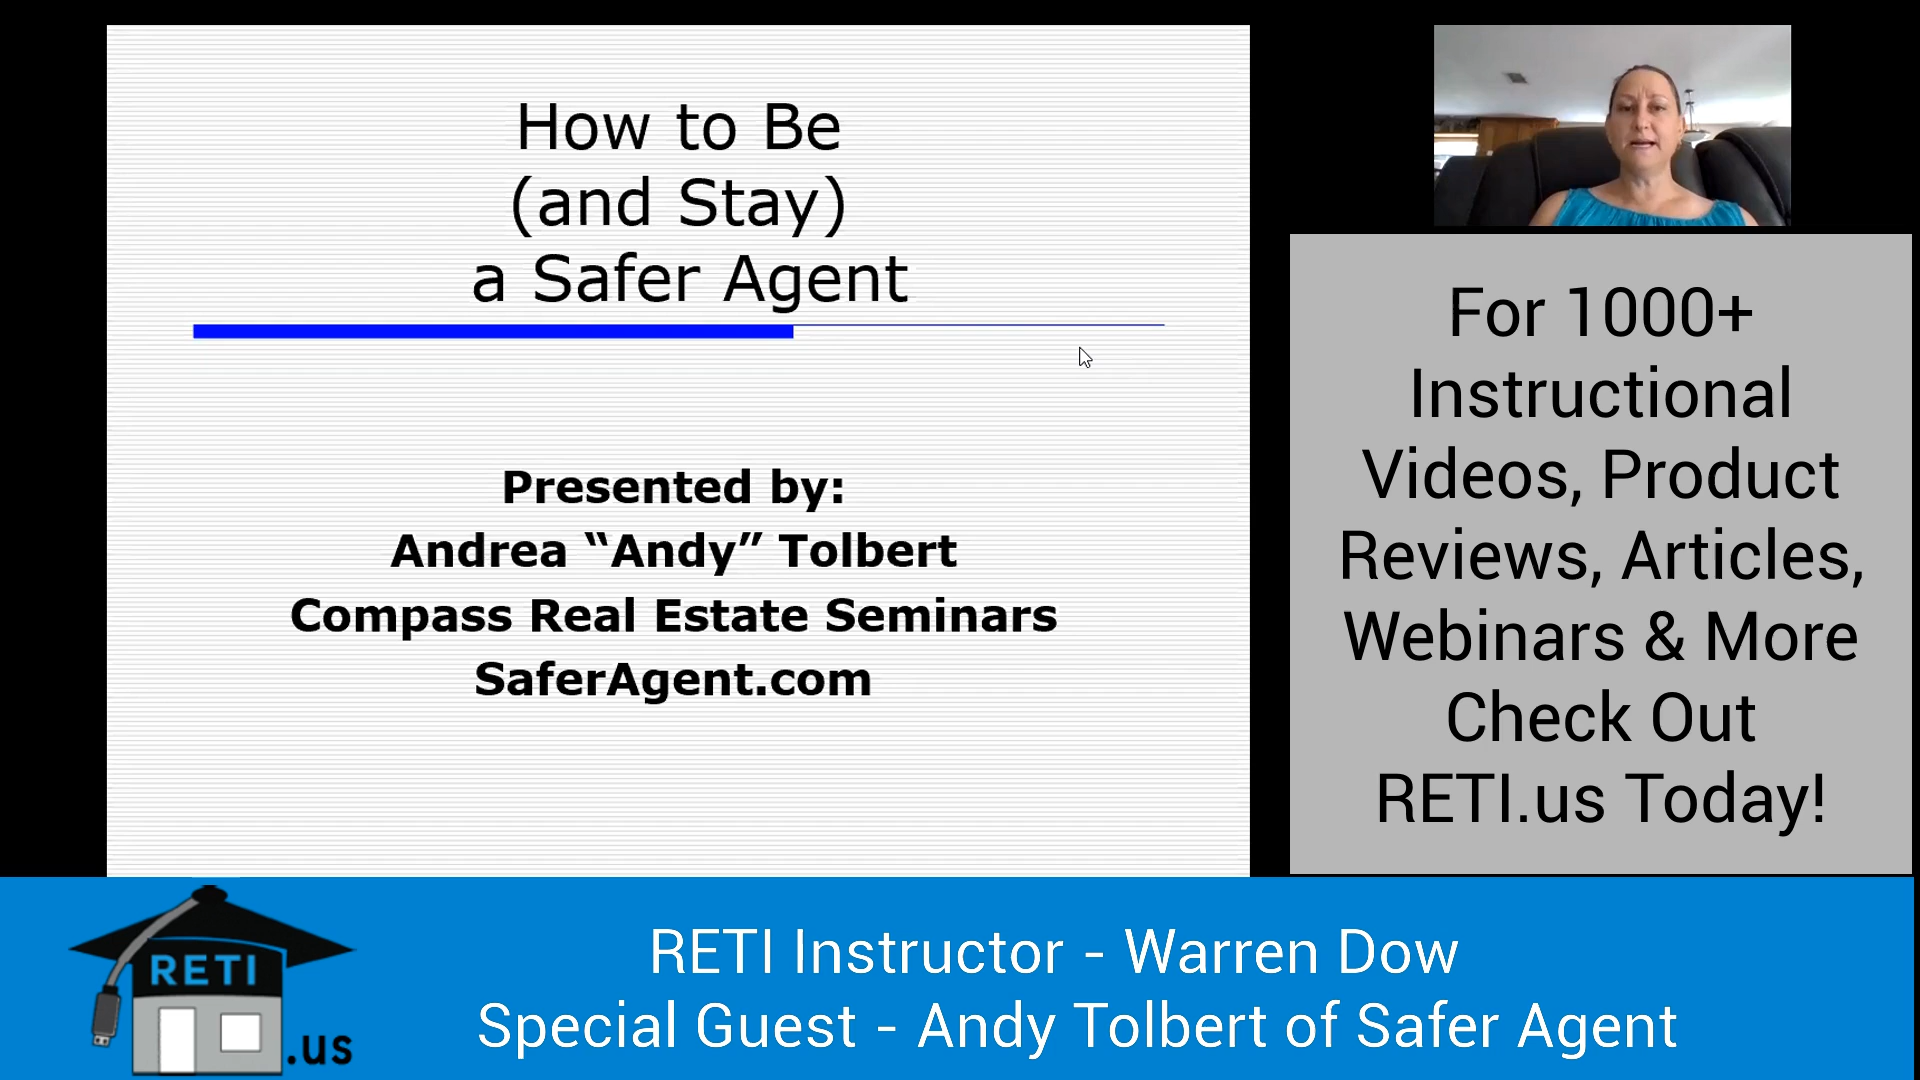 How to Be
(and Stay)
a Safer Agent
Presented by:
Andrea “Andy” Tolbert
Compass Real Estate Seminars
SaferAgent.com
For 1000+
Instructional
Videos, Product
Reviews, Articles,
Webinars & More
Check Out
RETI.us Today!
RETI
.us
RETI Instructor - Warren Dow
Special Guest - Andy Tolbert of Safer Agent